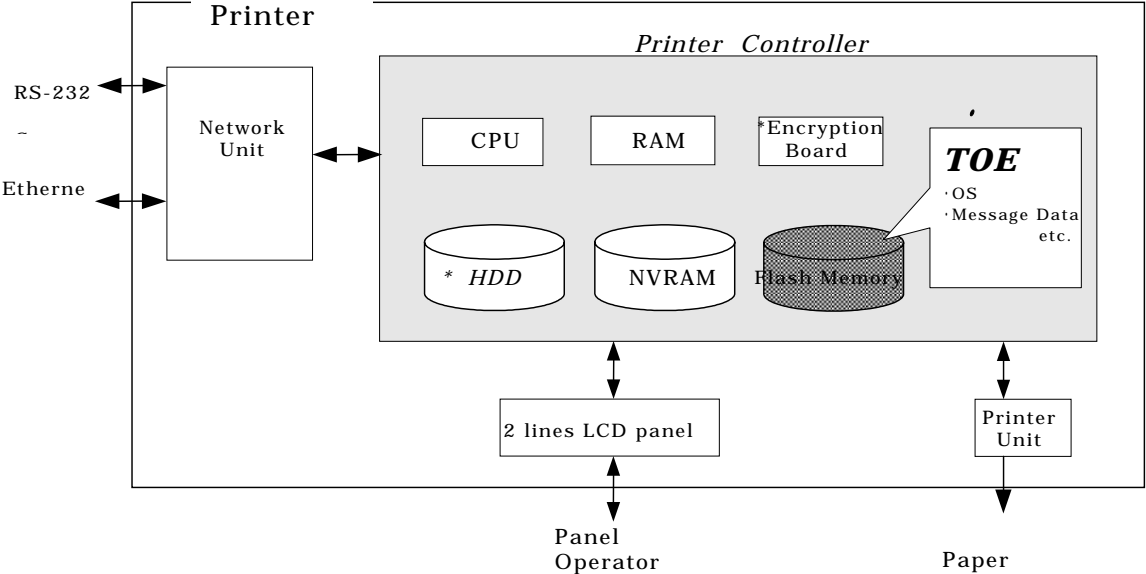 Printer
Printer Controller
RS-232
Network
Unit
CPU
RAM
*Encryption
Board
TOE
·OS
·Message Data
etc.
Etherne
* HDD
NVRAM
Flash Memory
2 lines LCD panel
Printer
Unit
Panel
Operator
Paper